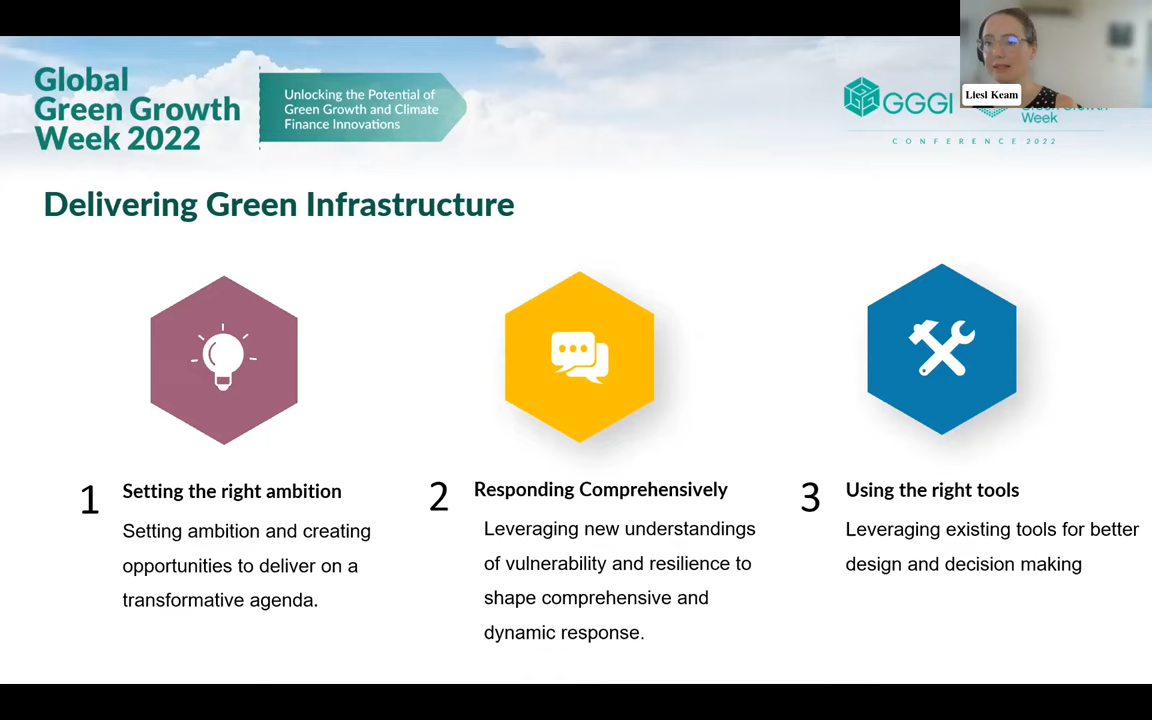 Global
Green Growth
Week 2022
Unlocking the Potential of
Green Growth and Climate
Finance Innovations
GGGI
Week
CONFERENCE 2022
Liesl Keam
Delivering Green Infrastructure
1
Setting the right ambition
Setting ambition and creating
opportunities to deliver on a
transformative agenda.
2
Responding Comprehensively
Leveraging new understandings
of vulnerability and resilience to
shape comprehensive and
dynamic response.
3
Using the right tools
Leveraging existing tools for better
design and decision making